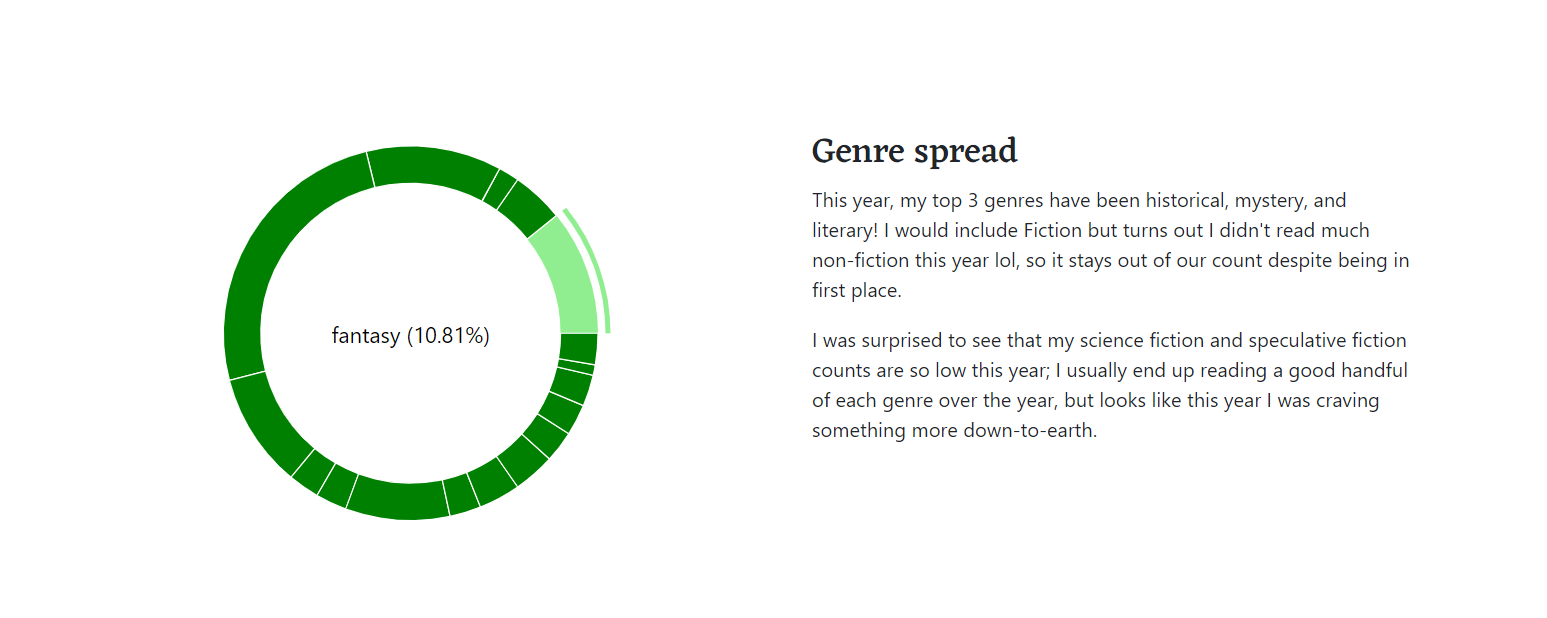 fantasy (10.81%)
Genre spread
This year, my top 3 genres have been historical, mystery, and
literary! I would include Fiction but turns out I didn't read much
non-fiction this year lol, so it stays out of our count despite being in
first place.
I was surprised to see that my science fiction and speculative fiction
counts are so low this year; I usually end up reading a good handful
of each genre over the year, but looks like this year I was craving
something more down-to-earth.